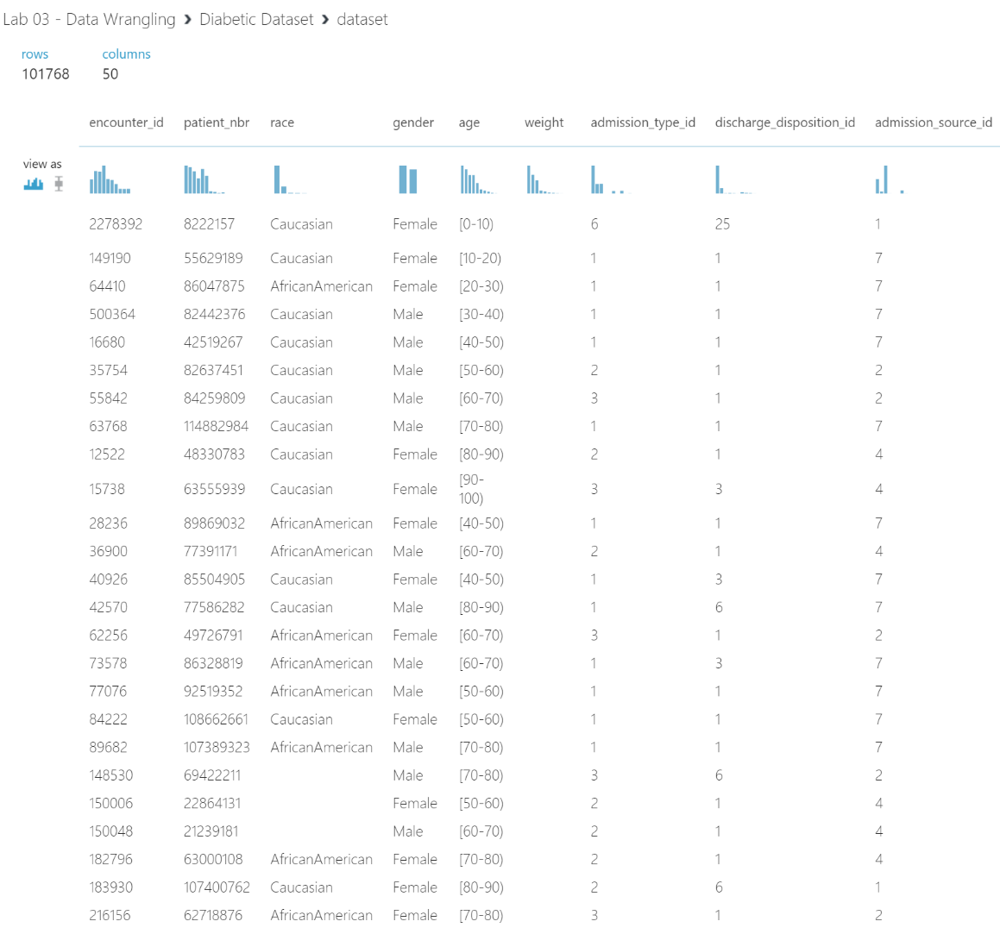 Lab 03 - Data Wrangling > Diabetic Dataset > dataset
rows columns
101768 50
encounter_id patient_nbr race gender age weight admission_type_id discharge_disposition_id admission_source_id
view as
2278392 8222157 Caucasian Female [0-10) 6 25 1
149190 55629189 Caucasian Female [10-20) 1 1 7
64410 86047875 AfricanAmerican Female [20-30) 1 1 7
500364 82442376 Caucasian Male [30-40) 1 1 7
16680 42519267 Caucasian Male [40-50) 1 1 7
35754 82637451 Caucasian Male [50-60) 2 1 2
55842 84259809 Caucasian Male [60-70) 3 1 2
63768 114882984 Caucasian Male [70-80) 1 1 7
12522 48330783 Caucasian Female [80-90) 2 1 4
15738 63555939 Caucasian Female [90-100) 3 3 4
28236 89869032 AfricanAmerican Female [40-50) 1 1 7
36900 77391171 AfricanAmerican Male [60-70) 2 1 4
40926 85504905 Caucasian Female [40-50) 1 3 7
42570 77586282 Caucasian Male [80-90) 1 6 7
62256 49726791 AfricanAmerican Female [60-70) 3 1 2
73578 86328819 AfricanAmerican Male [60-70) 1 3 7
77076 92519352 AfricanAmerican Male [50-60) 1 1 7
84222 108662661 Caucasian Female [50-60) 1 1 7
89682 107389323 AfricanAmerican Male [70-80) 1 1 7
148530 69422211 Male [70-80) 3 6 2
150006 22864131 Female [50-60) 2 1 4
150048 21239181 Male [60-70) 2 1 4
182796 63000108 AfricanAmerican Female [70-80) 2 1 4
183930 107400762 Caucasian Female [80-90) 2 6 1
216156 62718876 AfricanAmerican Female [70-80) 3 1 2